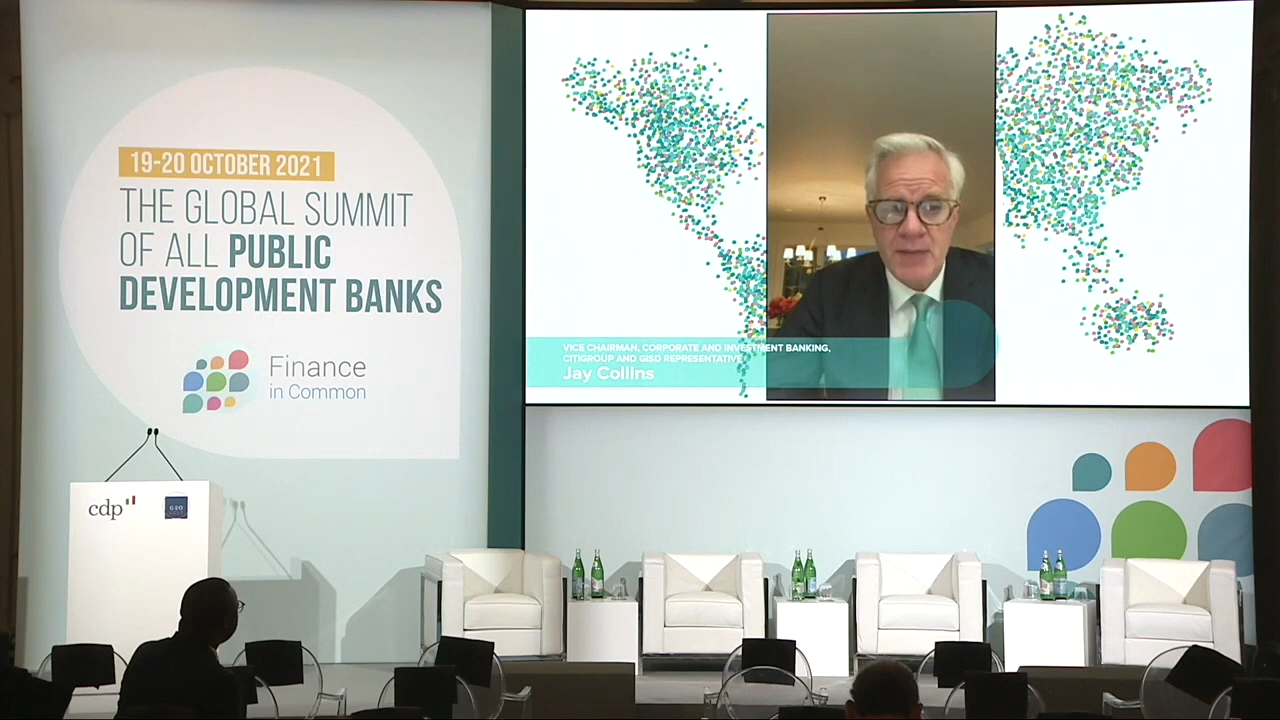 19-20 OCTOBER 2021
THE GLOBAL SUMMIT
OF ALL PUBLIC
DEVELOPMENT BANKS
Finance
in Common
VICE CHAIRMAN, CORPORATE AND INVESTMENT BANKING,
CITIGROUP AND GISD REPRESENTATIVE
Jay Collins
cdp